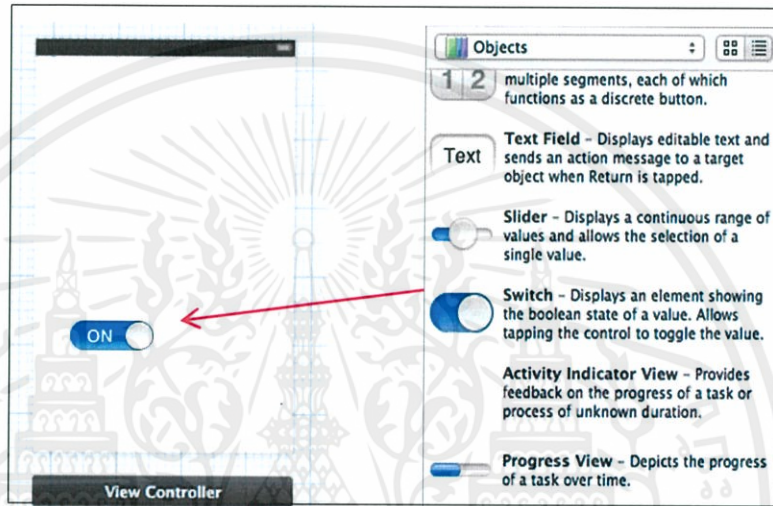 Objects
1 2
multiple segments, each of which
functions as a discrete button.
Text
Text Field – Displays editable text and
sends an action message to a target
object when Return is tapped.
Slider – Displays a continuous range of
values and allows the selection of a
single value.
ON
Switch – Displays an element showing
the boolean state of a value. Allows
tapping the control to toggle the value.
Activity Indicator View – Provides
feedback on the progress of a task or
process of unknown duration.
Progress View – Depicts the progress
of a task over time.
View Controller